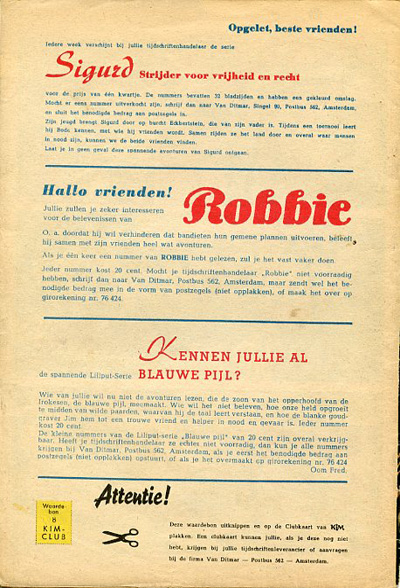 Opgelet, beste vrienden!
Iedere week verschijnt bij jullie tijdschriftenhandelaar de serie
Sigurd Strijder voor vrijheid en recht
voor de prijs van één kwartje. De nummers bevatten 32 bladzijden en hebben een gekleurd omslag.
Mocht er eens nummer uitverkocht zijn, schrijf dan naar Van Ditmar, Singel 90, Postbus 562, Amsterdam,
en sluit het benodigde bedrag aan postzegels in.
Zijn jeugd brengt Sigurd door op burcht Eckbertstein, die van zijn vader is. Tijdens een toernooi leert
hij Bodo kennen, met wie hij vrienden wordt. Samen rijden ze het land door en overal waar mensen
in nood zijn, kunnen we de beide vrienden vinden.
Laat je in geen geval deze spannende avonturen van Sigurd ontgaan.
Hallo vrienden!
Robbie
Jullie zullen je zeker interesseren
voor de belevenissen van
O. a. doordat hij wil verhinderen dat bandieten hun gemene plannen uitvoeren, beleeft
hij samen met zijn vrienden heel wat avonturen.
Als je één keer een nummer van ROBBIE hebt gelezen, zul je het vast vaker doen
Ieder nummer kost 20 cent. Mocht je tijdschriftenhandelaar „Robbie" niet voorraadig
hebben, schrijf dan naar Van Ditmar, Postbus 562, Amsterdam, maar zendt wel het be-
nodigde bedrag mee in de vorm van postzegels (niet opplakken), of maak het over op
girorekening nr. 76 424.
KENNEN JULLIE AL
de spannende Liliput-Serie BLAUWE PIJL?
Wie van jullie wil nu niet de avonturen lezen, die de zoon van het opperhoofd van de
Irokesen, de blauwe pijl, meemaakt. Wie wil het niet beleven, hoe onze held opgroeit
te midden van wilde paarden, waarvan hij de taal leert verstaan, en hoe de blanke goud-
graver Jim hem tot een trouwe vriend en helper in nood en gevaar is. Ieder nummer
kost 20 cent.
De kleine nummers van de Liliput-serie „Blauwe pijl" van 20 cent zijn overal verkrijg-
baar. Heeft je tijdschriftenhandelaar ze echter niet voorradig, dan kun je alle nummers
krijgen bij Van Ditmar, Postbus 562, Amsterdam, als je eerst het benodigde bedrag aan
postzegels (niet opplakken) opstuurt, of als je het overmaakt op girorekening nr. 76 424
Oom Fred.
Attentie!
Waarde
bon
8
KIM-
CLUB
Deze waardebon uitknippen en op de Clubkaart van KIM
plakken. Een clubkaart kunnen jullie, als je deze nog niet
hebt, krijgen bij jullie tijdschriftenleverancier of aanvragen
bij de firma Van Ditmar — Postbus 562 — Amsterdam.